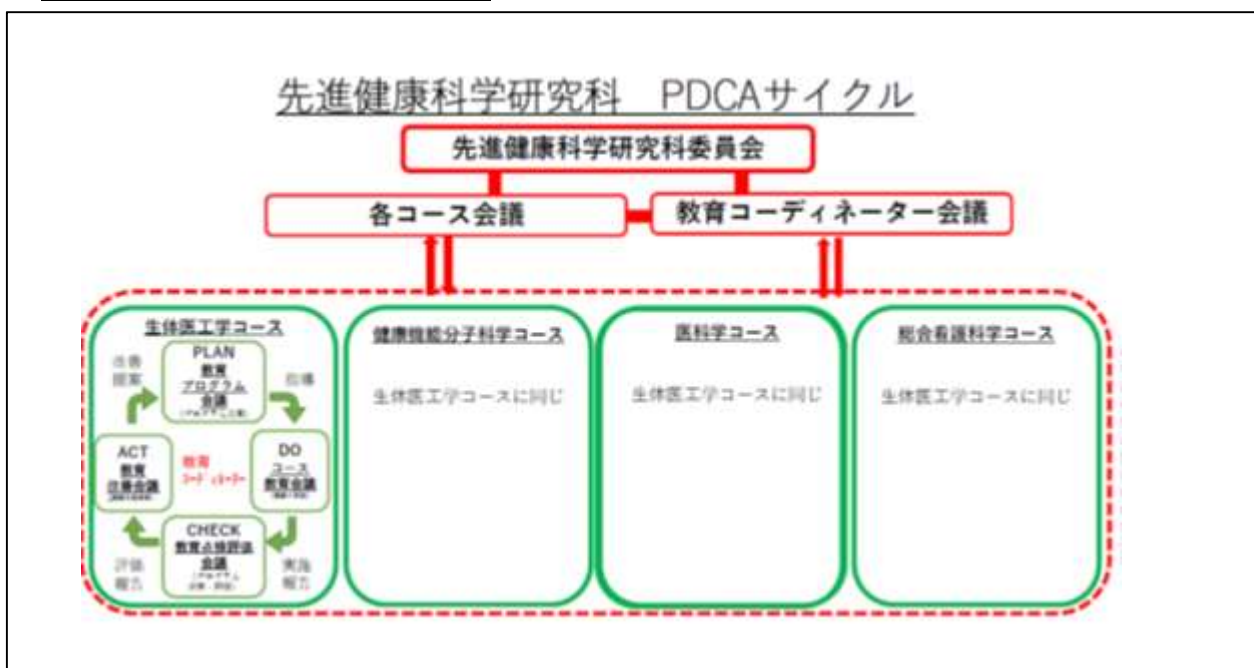 先進健康科学研究科　PDCAサイクル
先進健康科学研究科委員会
各コース会議
教育コーディネーター会議
生体医工学コース
改善
提案
PLAN
教育
プログラム
会議
指導
ACT
教育
改善会議
教育
ｺｰﾃﾞｨﾈｰﾀｰ
DO
コース
教育会議
CHECK
教育点検評価
会議
評価
報告
実施
報告
健康機能分子科学コース
生体医工学コースに同じ
医科学コース
生体医工学コースに同じ
総合看護科学コース
生体医工学コースに同じ